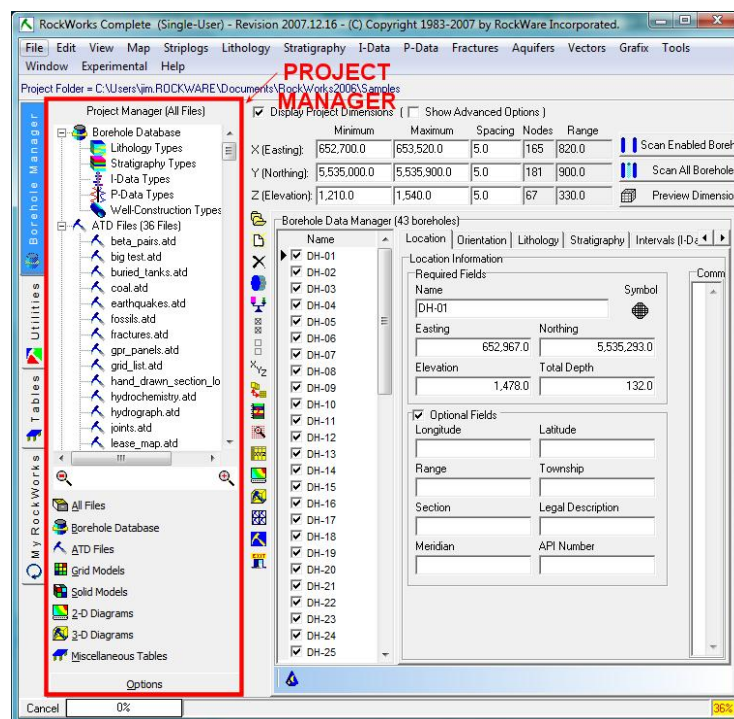 RockWorks Complete (Single-User) - Revision 2007.12.16 - (C) Copyright 1983-2007 by RockWare Incorporated.
File Edit View Map Striplogs Lithology Stratigraphy I-Data P-Data Fractures Aquifers Vectors Grafix Tools
Window Experimental Help
PROJECT MANAGER
Project Folder = C:\Users\jim.ROCKWARE\Documents\RockWorks2006\Samples
Borehole Manager
Utilities
Tables
My RockWorks
Project Manager (All Files)
Borehole Database
Lithology Types
Stratigraphy Types
I-Data Types
P-Data Types
Well-Construction Types
ATD Files (36 Files)
beta_pairs.atd
big test.atd
buried_tanks.atd
coal.atd
earthquakes.atd
fossils.atd
fractures.atd
gpr_panels.atd
grid_list.atd
hand_drawn_section_lo
hydrochemistry.atd
hydrograph.atd
joints.atd
lease_map.atd
All Files
Borehole Database
ATD Files
Grid Models
Solid Models
2-D Diagrams
3-D Diagrams
Miscellaneous Tables
Options
Display Project Dimensions ( Show Advanced Options )
Minimum Maximum Spacing Nodes Range
X (Easting): 652,700.0 653,520.0 5.0 165 820.0 Scan Enabled Boreh
Y (Northing): 5,535,000.0 5,535,900.0 5.0 181 900.0 Scan All Borehole
Z (Elevation): 1,210.0 1,540.0 5.0 67 330.0 Preview Dimensio
Borehole Data Manager (43 boreholes)
Name
DH-01
DH-02
DH-03
DH-04
DH-05
DH-06
DH-07
DH-08
DH-09
DH-10
DH-11
DH-12
DH-13
DH-14
DH-15
DH-16
DH-17
DH-18
DH-19
DH-20
DH-21
DH-22
DH-23
DH-24
DH-25
Location Orientation Lithology Stratigraphy Intervals (I-Da
Location Information
Required Fields Comm
Name Symbol
DH-01
Easting Northing
652,967.0 5,535,293.0
Elevation Total Depth
1,478.0 132.0
Optional Fields
Longitude Latitude
Range Township
Section Legal Description
Meridian API Number
XYZ
EXIT
Cancel 0% 36%